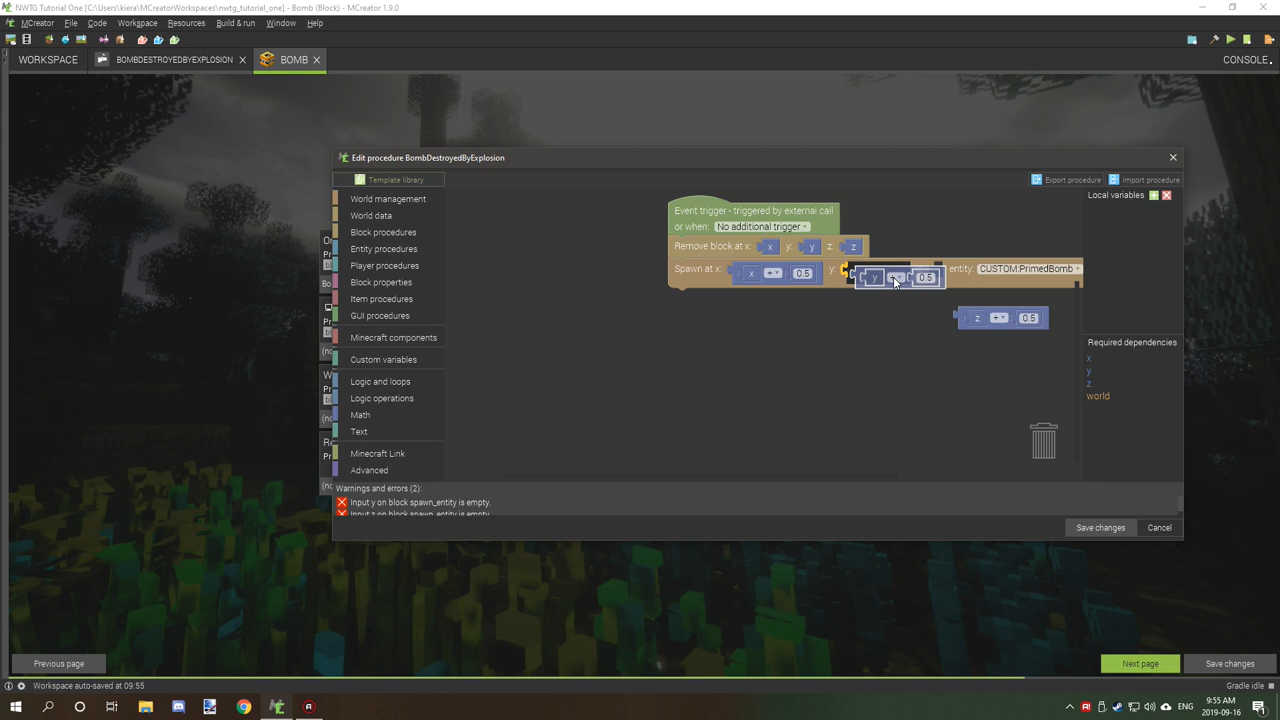 NWTG Tutorial One [C:\Users\kiera\MCreatorWorkspaces\nwtg_tutorial_one] - Bomb (Block) - MCreator 1.9.0
MCreator File Code Workspace Resources Build & run Window Help
WORKSPACE BOMBDESTROYEDBYEXPLOSION BOMB CONSOLE
Edit procedure BombDestroyedByExplosion
Template library Export procedure Import procedure
World management
World data
Block procedures
Entity procedures
Player procedures
Block properties
Item procedures
GUI procedures
Minecraft components
Custom variables
Logic and loops
Logic operations
Math
Text
Minecraft Link
Advanced
Event trigger - triggered by external call
or when: No additional trigger
Remove block at x: x y: y z: z
Spawn at x: x + 0.5 y: y 0.5 entity: CUSTOM:PrimedBomb
z + 0.5
Local variables
Required dependencies
x
y
z
world
Warnings and errors (2):
Input y on block spawn_entity is empty.
Input z on block spawn_entity is empty.
Save changes Cancel
Previous page Next page Save changes
Workspace auto-saved at 09:55 Gradle idle
ENG 9:55 AM
2019-09-16